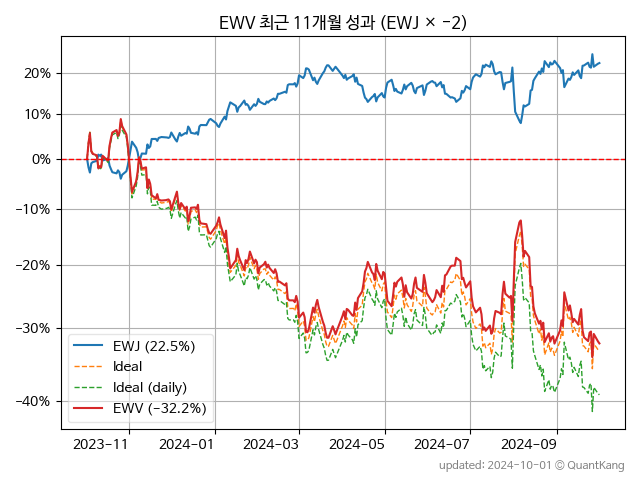 EWV 최근 11개월 성과 (EWJ × -2)
20%
10%
0%
-10%
-20%
-30%
-40%
EWJ (22.5%)
Ideal
Ideal (daily)
EWV (-32.2%)
2023-11
2024-01
2024-03
2024-05
2024-07
2024-09
updated: 2024-10-01 © QuantKang